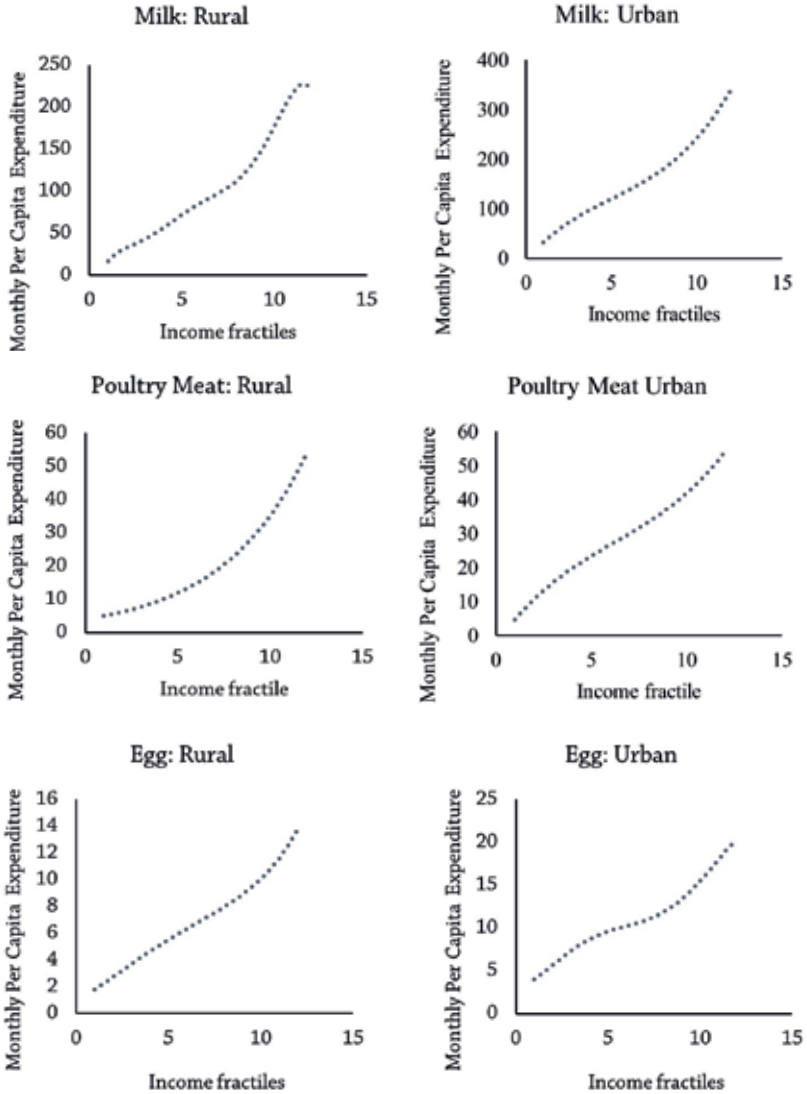 Milk: Rural
Monthly Per Capita Expenditure
250
200
150
100
50
0
0 5 10 15
Income fractiles
Milk: Urban
Monthly Per Capita Expenditure
400
300
200
100
0
0 5 10 15
Income fractiles
Poultry Meat: Rural
Monthly Per Capita Expenditure
60
50
40
30
20
10
0
0 5 10 15
Income fractile
Poultry Meat Urban
Monthly Per Capita Expenditure
60
50
40
30
20
10
0
0 5 10 15
Income fractile
Egg: Rural
Monthly Per Capita Expenditure
16
14
12
10
8
6
4
2
0
0 5 10 15
Income fractiles
Egg: Urban
Monthly Per Capita Expenditure
25
20
15
10
5
0
0 5 10 15
Income fractiles